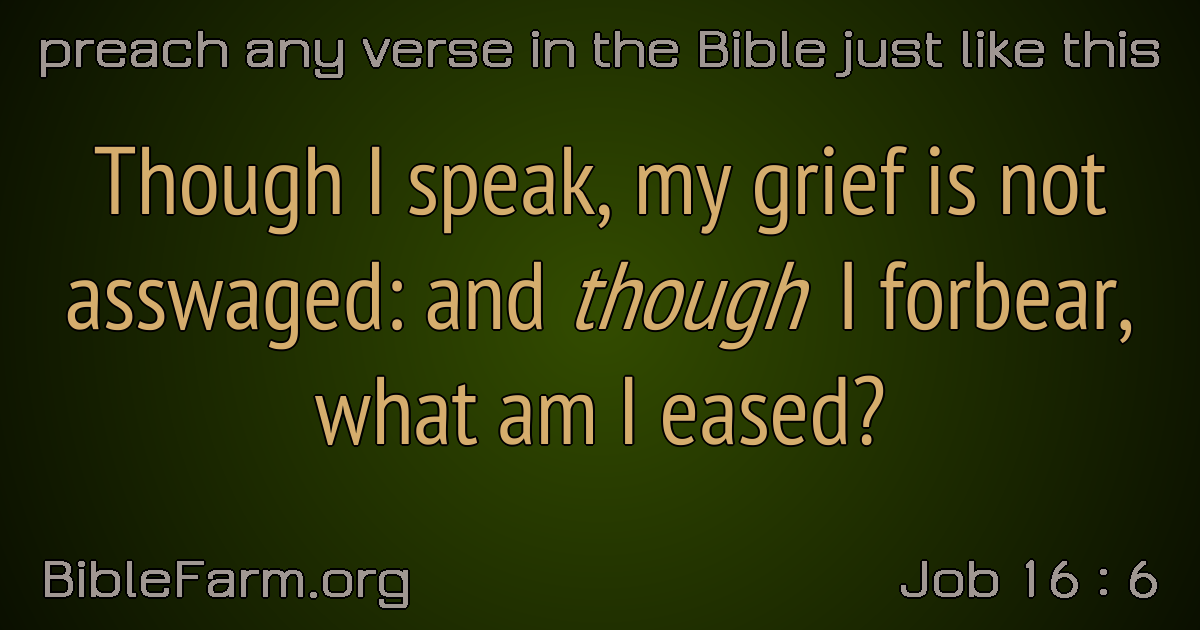 preach any verse in the Bible just like this
Though I speak, my grief is not
asswaged: and though I forbear,
what am I eased?
BibleFarm.org
Job 16 : 6